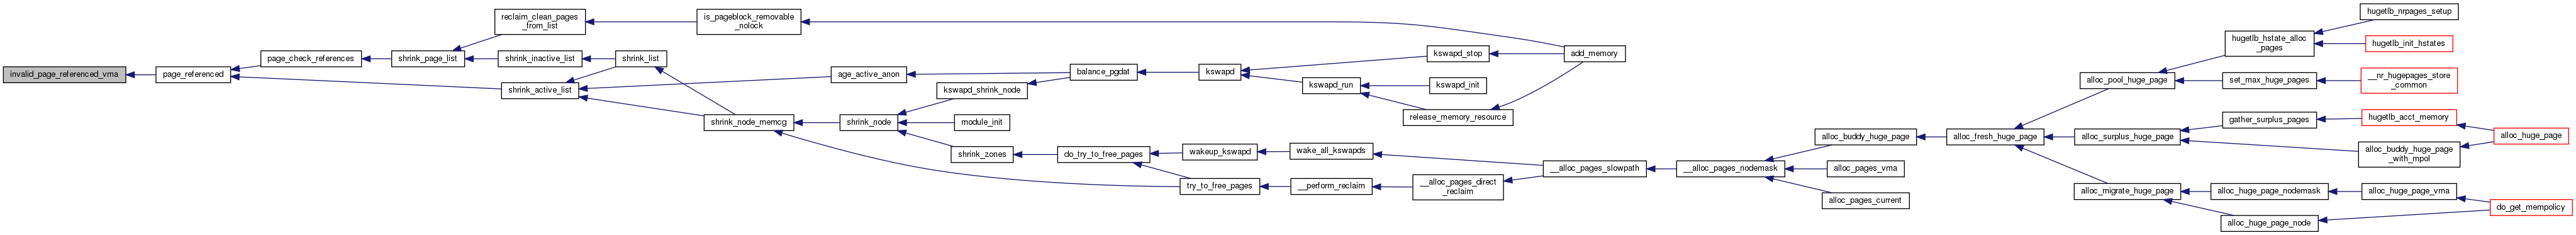 invalid_page_referenced_vma
page_referenced
page_check_references
shrink_page_list
reclaim_clean_pages
_from_list
is_pageblock_removable
_nolock
add_memory
shrink_inactive_list
shrink_list
shrink_active_list
age_active_anon
balance_pgdat
kswapd
kswapd_stop
kswapd_run
kswapd_init
release_memory_resource
kswapd_shrink_node
shrink_node_memcg
shrink_node
module_init
shrink_zones
do_try_to_free_pages
wakeup_kswapd
wake_all_kswapds
__alloc_pages_slowpath
try_to_free_pages
__perform_reclaim
__alloc_pages_direct
_reclaim
__alloc_pages_nodemask
alloc_buddy_huge_page
alloc_pages_vma
alloc_pages_current
alloc_fresh_huge_page
alloc_pool_huge_page
hugetlb_hstate_alloc
_pages
hugetlb_nrpages_setup
hugetlb_init_hstates
set_max_huge_pages
__nr_hugepages_store
_common
alloc_surplus_huge_page
gather_surplus_pages
hugetlb_acct_memory
alloc_huge_page
alloc_buddy_huge_page
_with_mpol
alloc_migrate_huge_page
alloc_huge_page_nodemask
alloc_huge_page_vma
do_get_mempolicy
alloc_huge_page_node